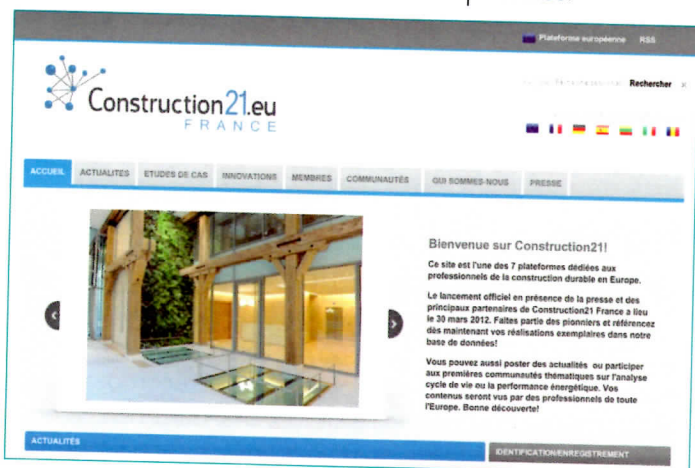 Plateforme européenne RSS
Rechercher
Construction21.eu
FRANCE
ACCUEIL ACTUALITES ETUDES DE CAS INNOVATIONS MEMBRES COMMUNAUTÉS QUI SOMMES-NOUS PRESSE
Bienvenue sur Construction21!
Ce site est l'une des 7 plateformes dédiées aux
professionnels de la construction durable en Europe.
Le lancement officiel en présence de la presse et des
principaux partenaires de Construction21 France a lieu
le 30 mars 2012. Faites partie des pionniers et référencez
dès maintenant vos réalisations exemplaires dans notre
base de données!
Vous pouvez aussi poster des actualités ou participer
aux premières communautés thématiques sur l'analyse
cycle de vie ou la performance énergétique. Vos
contenus seront vus par des professionnels de toute
l'Europe. Bonne découverte!
ACTUALITÉS
IDENTIFICATION/ENREGISTREMENT